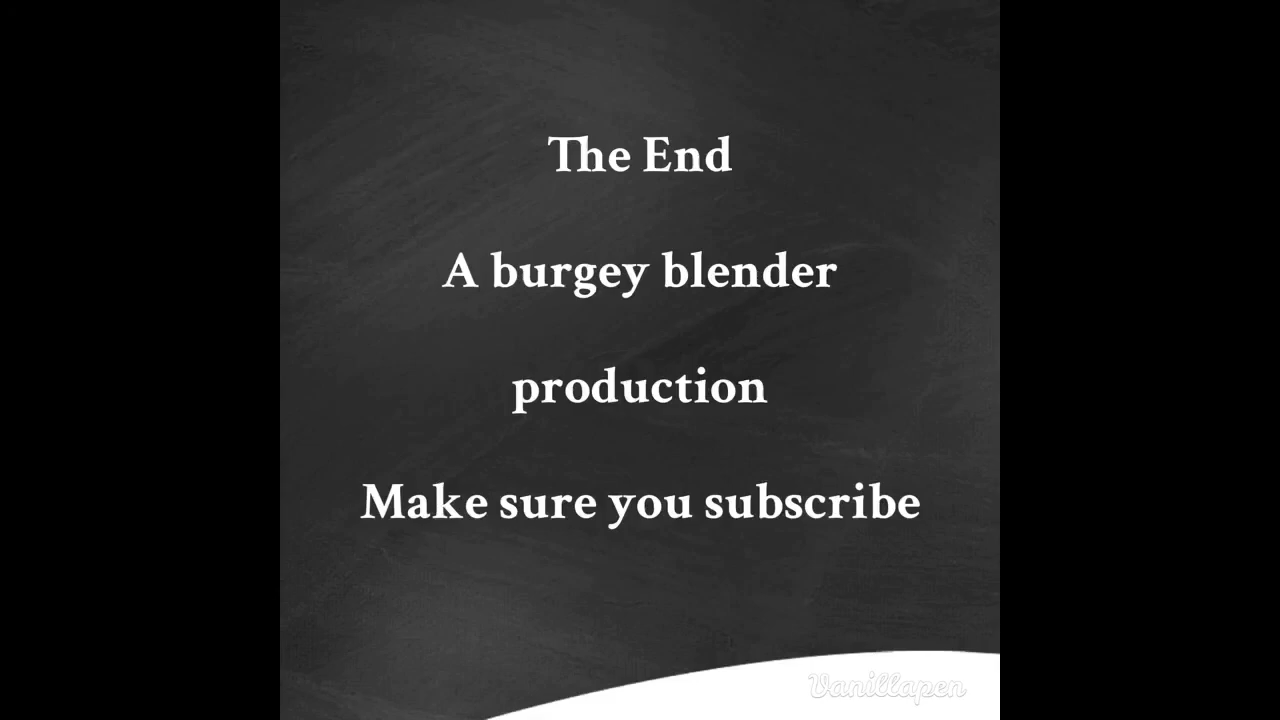 The End
A burgey blender
production
Make sure you subscribe
Vanillapen